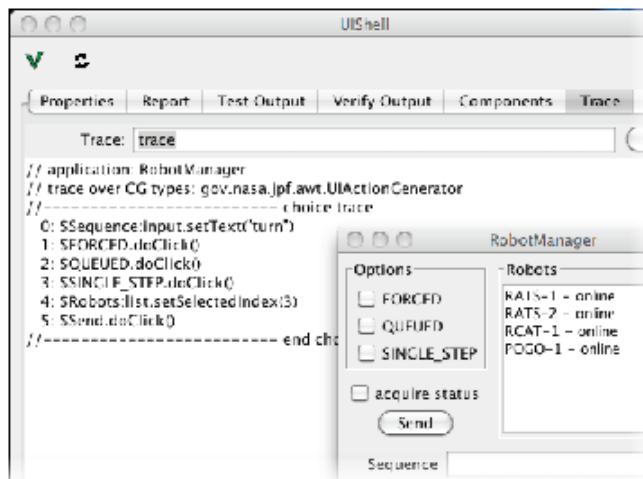 UIShell
Properties Report Test Output Verify Output Components Trace
Trace: trace
// application: RobotManager
// trace over CG types: gov.nasa.jpf.awt.UIActionGenerator
//-------------------------- choice trace
0: $Sequence:input.setText("turn")
1: $FORCED.doClick()
2: $QUEUED.doClick()
3: $SINGLE_STEP.doClick()
4: $Robots:list.setSelectedIndex(3)
5: $Send.doClick()
//-------------------------- end cho
RobotManager
Options
FORCED
QUEUED
SINGLE_STEP
acquire status
Send
Robots
RATS-1 - online
RATS-2 - online
RCAT-1 - online
POGO-1 - online
Sequence